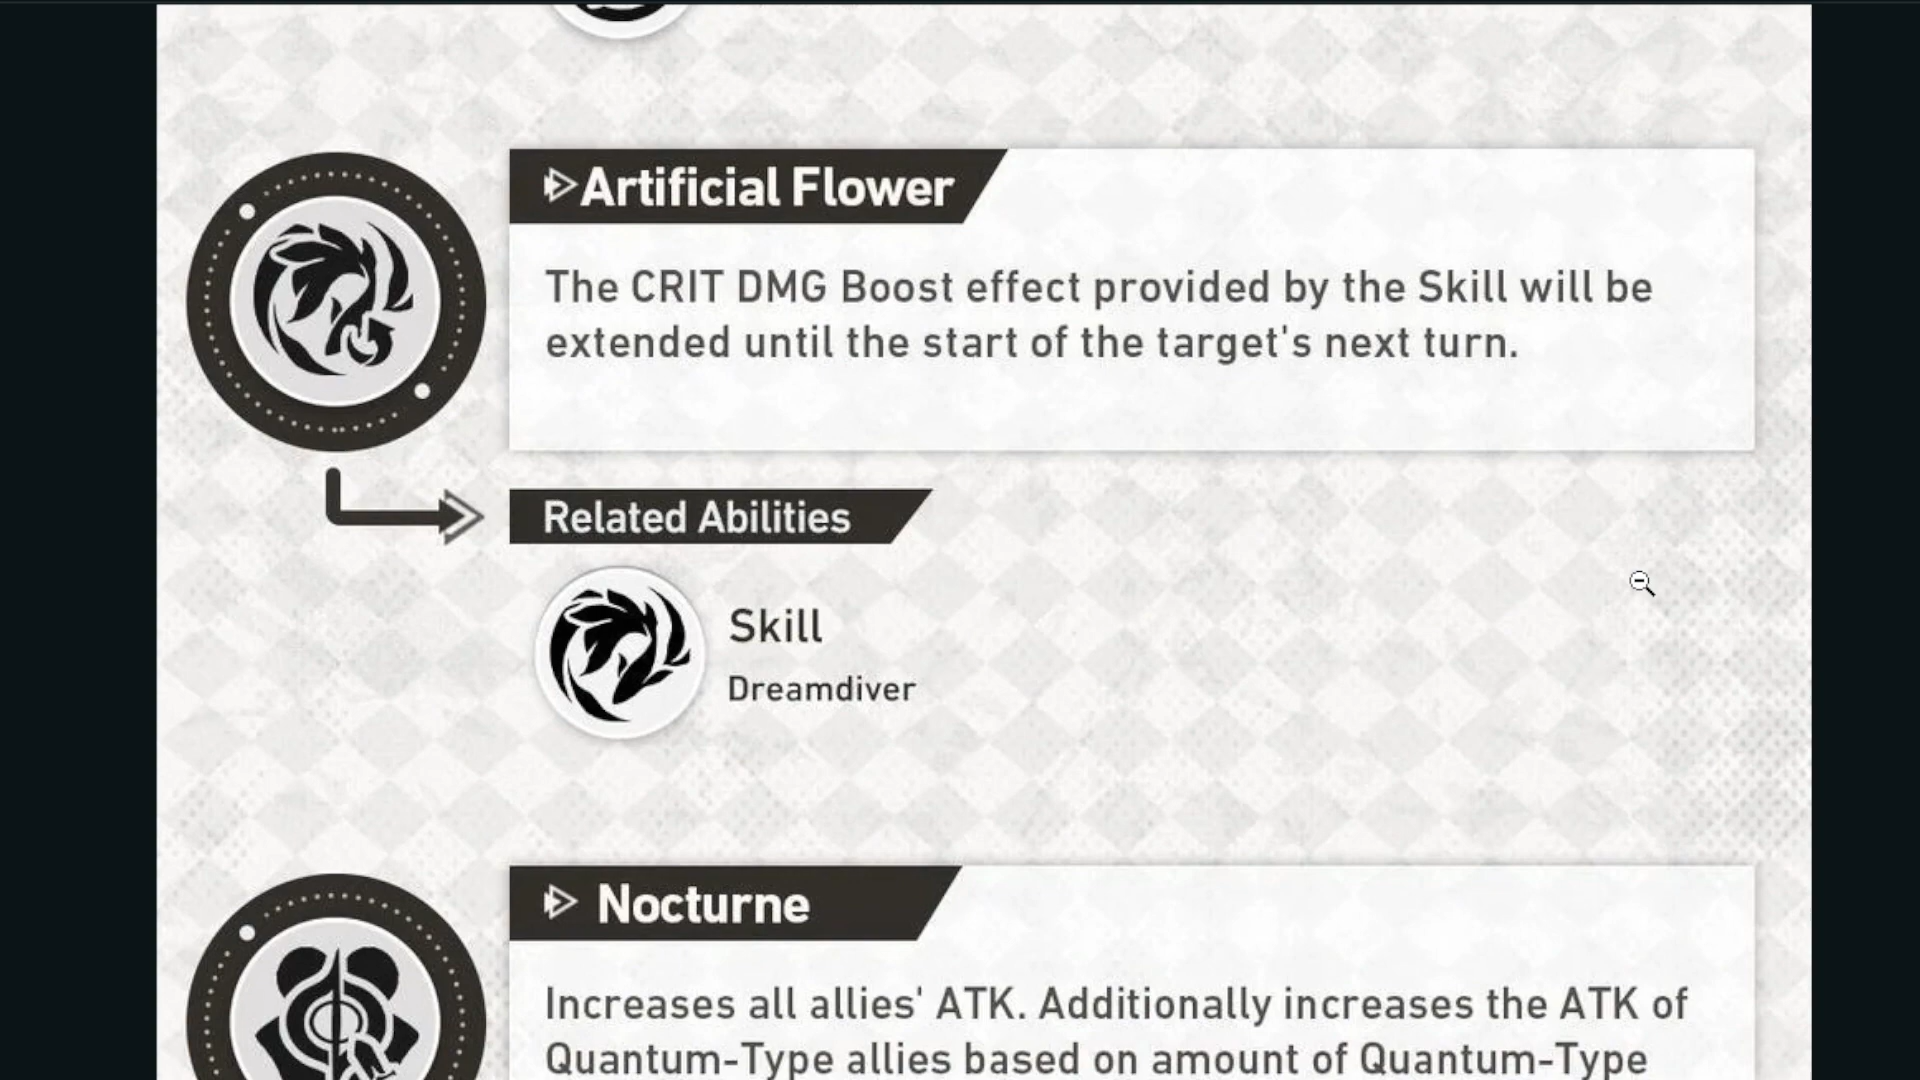 Artificial Flower
The CRIT DMG Boost effect provided by the Skill will be
extended until the start of the target's next turn.
Related Abilities
Skill
Dreamdiver
Nocturne
Increases all allies' ATK. Additionally increases the ATK of
Quantum-Type allies based on amount of Quantum-Type